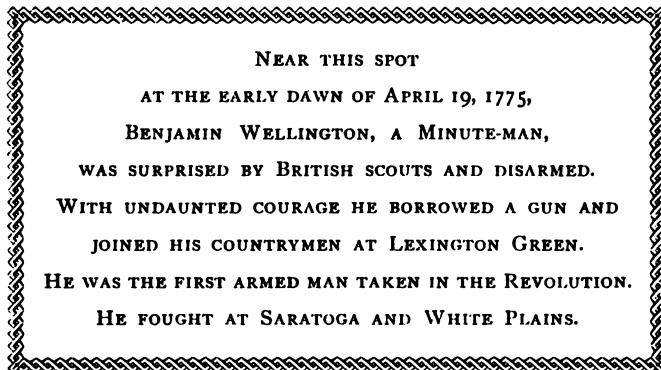 Near this spot
at the early dawn of April 19, 1775,
Benjamin Wellington, a Minute-man,
was surprised by British scouts and disarmed.
With undaunted courage he borrowed a gun and
joined his countrymen at Lexington Green.
He was the first armed man taken in the Revolution.
He fought at Saratoga and White Plains.